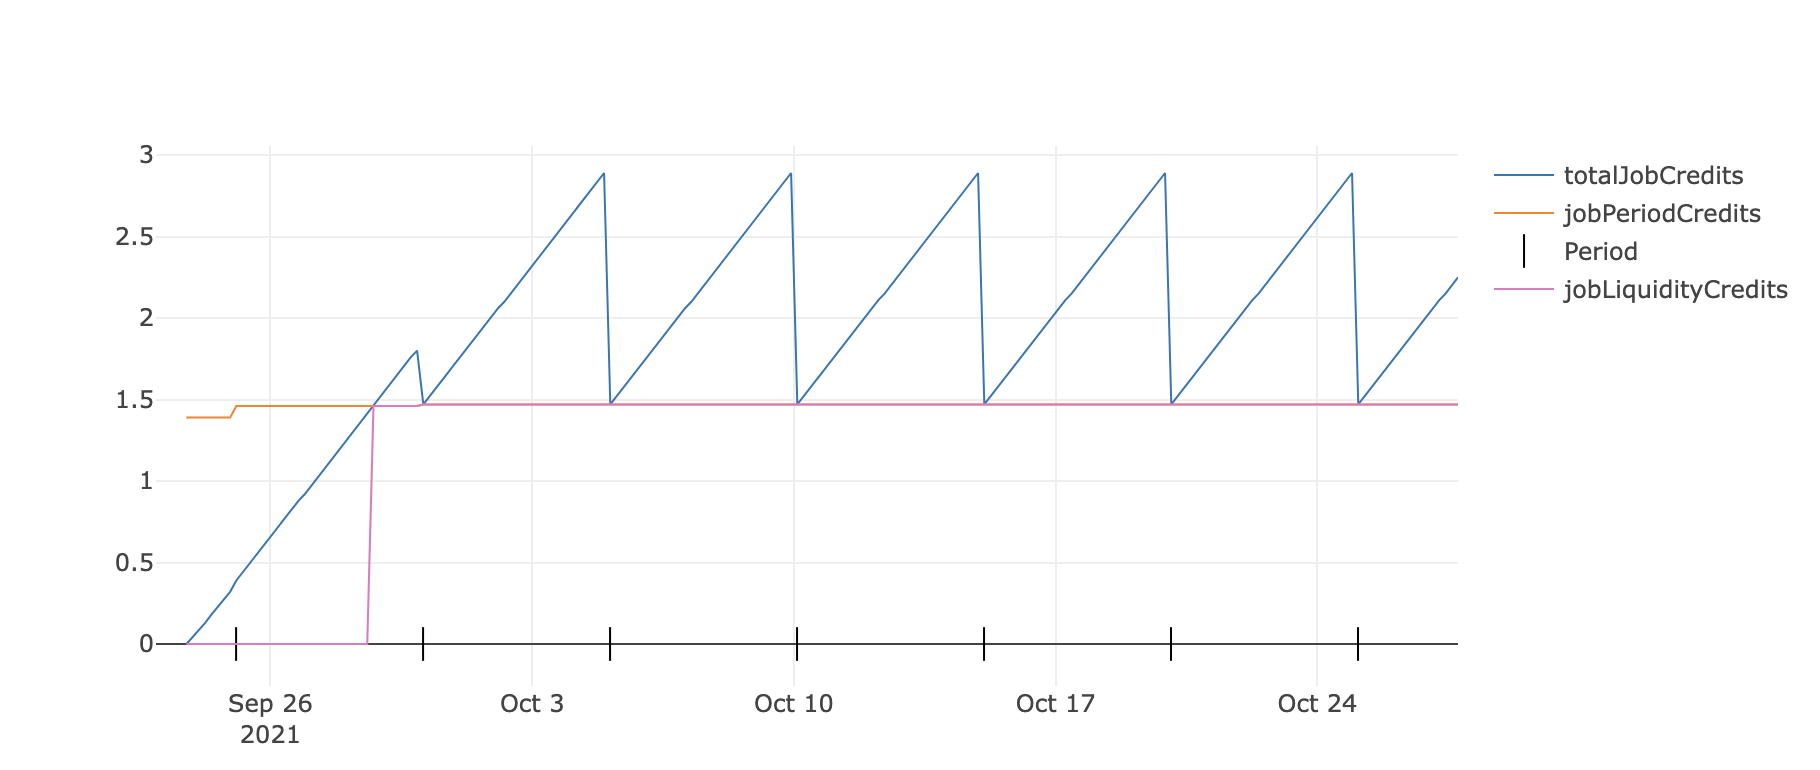 3
2.5
2
1.5
1
0.5
0
Sep 26
2021
Oct 3
Oct 10
Oct 17
Oct 24
totalJobCredits
jobPeriodCredits
Period
jobLiquidityCredits